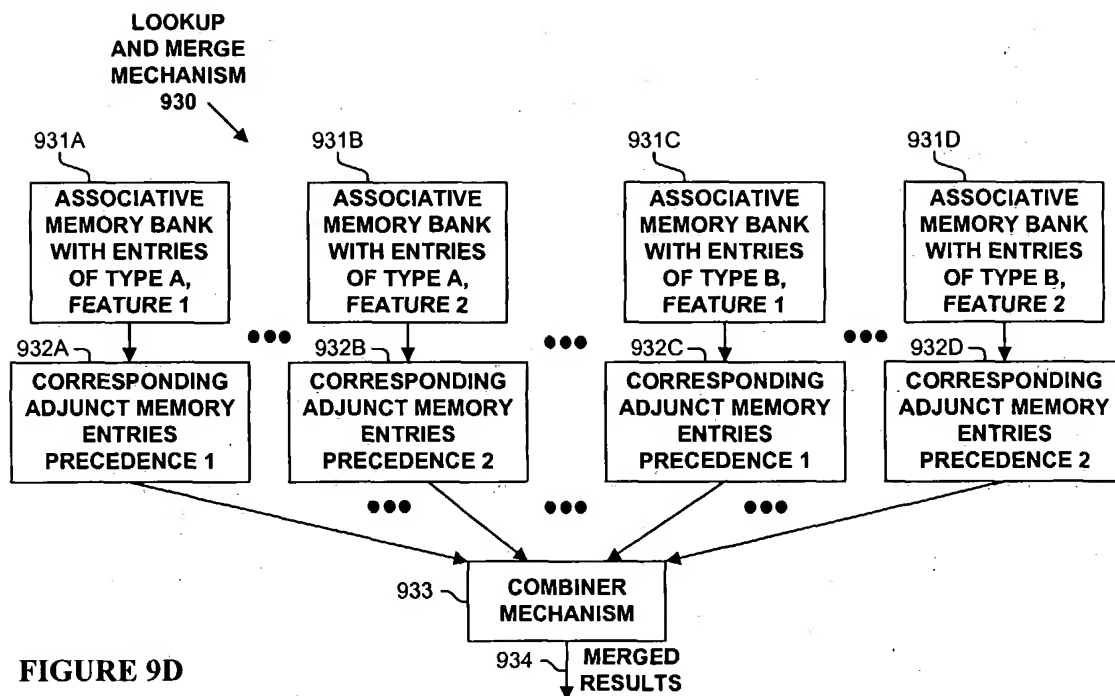 LOOKUP
AND MERGE
MECHANISM
930
931A
931B
931C
931D
ASSOCIATIVE
MEMORY BANK
WITH ENTRIES
OF TYPE A,
FEATURE 1
ASSOCIATIVE
MEMORY BANK
WITH ENTRIES
OF TYPE A,
FEATURE 2
ASSOCIATIVE
MEMORY BANK
WITH ENTRIES
OF TYPE B,
FEATURE 1
ASSOCIATIVE
MEMORY BANK
WITH ENTRIES
OF TYPE B,
FEATURE 2
932A
932B
932C
932D
CORRESPONDING
ADJUNCT MEMORY
ENTRIES
PRECEDENCE 1
CORRESPONDING
ADJUNCT MEMORY
ENTRIES
PRECEDENCE 2
CORRESPONDING
ADJUNCT MEMORY
ENTRIES
PRECEDENCE 1
CORRESPONDING
ADJUNCT MEMORY
ENTRIES
PRECEDENCE 2
933
COMBINER
MECHANISM
934
MERGED
RESULTS
FIGURE 9D